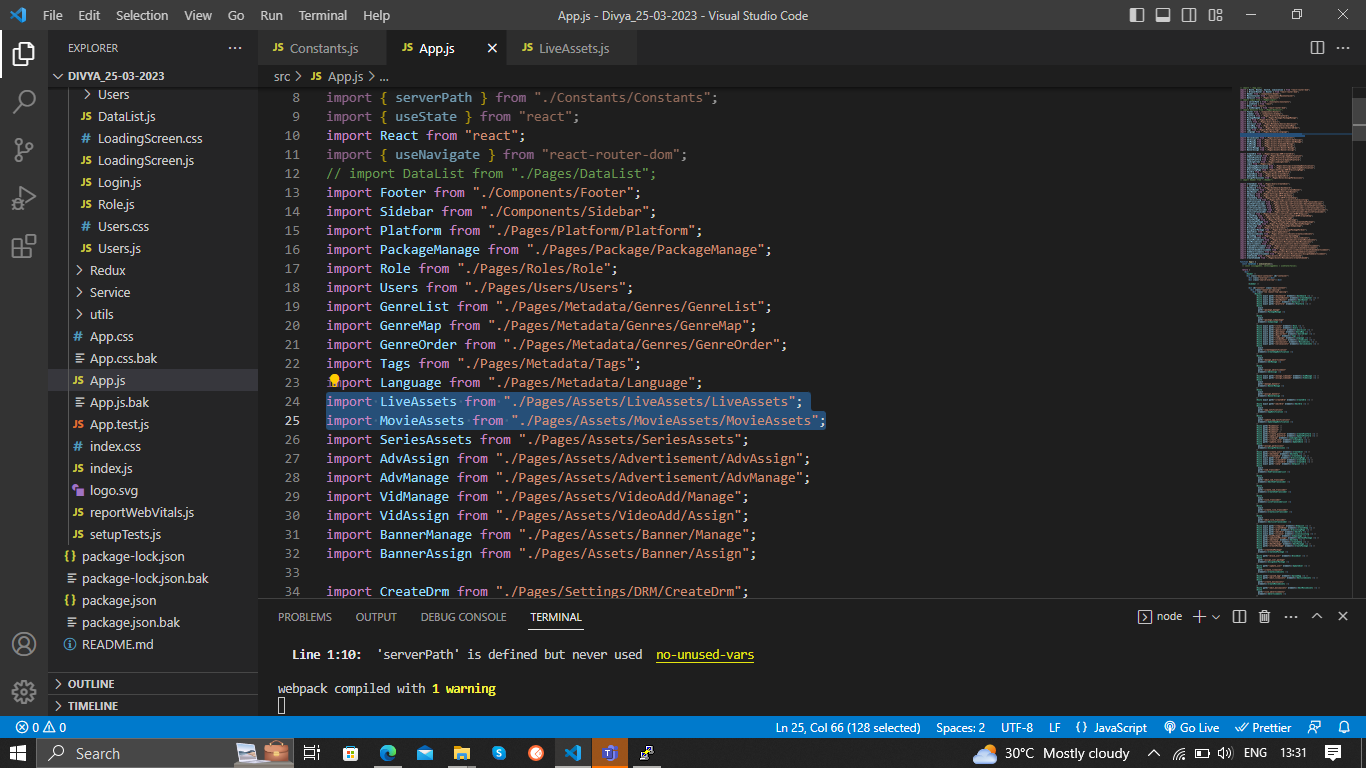 File Edit Selection View Go Run Terminal Help
App.js - Divya_25-03-2023 - Visual Studio Code
EXPLORER
DIVYA_25-03-2023
Users
JS DataList.js
# LoadingScreen.css
JS LoadingScreen.js
JS Login.js
JS Role.js
# Users.css
JS Users.js
Redux
Service
utils
# App.css
App.css.bak
JS App.js
App.js.bak
JS App.test.js
# index.css
JS index.js
logo.svg
JS reportWebVitals.js
JS setupTests.js
{} package-lock.json
package-lock.json.bak
{} package.json
package.json.bak
README.md
OUTLINE
TIMELINE
JS Constants.js
JS App.js
JS LiveAssets.js
src > JS App.js > ...
8 import { serverPath } from "./Constants/Constants";
9 import { useState } from "react";
10 import React from "react";
11 import { useNavigate } from "react-router-dom";
12 // import DataList from "./Pages/DataList";
13 import Footer from "./Components/Footer";
14 import Sidebar from "./Components/Sidebar";
15 import Platform from "./Pages/Platform/Platform";
16 import PackageManage from "./Pages/Package/PackageManage";
17 import Role from "./Pages/Roles/Role";
18 import Users from "./Pages/Users/Users";
19 import GenreList from "./Pages/Metadata/Genres/GenreList";
20 import GenreMap from "./Pages/Metadata/Genres/GenreMap";
21 import GenreOrder from "./Pages/Metadata/Genres/GenreOrder";
22 import Tags from "./Pages/Metadata/Tags";
23 import Language from "./Pages/Metadata/Language";
24 import LiveAssets from "./Pages/Assets/LiveAssets/LiveAssets";
25 import MovieAssets from "./Pages/Assets/MovieAssets/MovieAssets";
26 import SeriesAssets from "./Pages/Assets/SeriesAssets";
27 import AdvAssign from "./Pages/Assets/Advertisement/AdvAssign";
28 import AdvManage from "./Pages/Assets/Advertisement/AdvManage";
29 import VidManage from "./Pages/Assets/VideoAdd/Manage";
30 import VidAssign from "./Pages/Assets/VideoAdd/Assign";
31 import BannerManage from "./Pages/Assets/Banner/Manage";
32 import BannerAssign from "./Pages/Assets/Banner/Assign";
33
34 import CreateDrm from "./Pages/Settings/DRM/CreateDrm";
PROBLEMS OUTPUT DEBUG CONSOLE TERMINAL
node
Line 1:10: 'serverPath' is defined but never used no-unused-vars
webpack compiled with 1 warning
0 0
Ln 25, Col 66 (128 selected) Spaces: 2 UTF-8 LF {} JavaScript Go Live Prettier
Search
30°C Mostly cloudy ENG 13:31